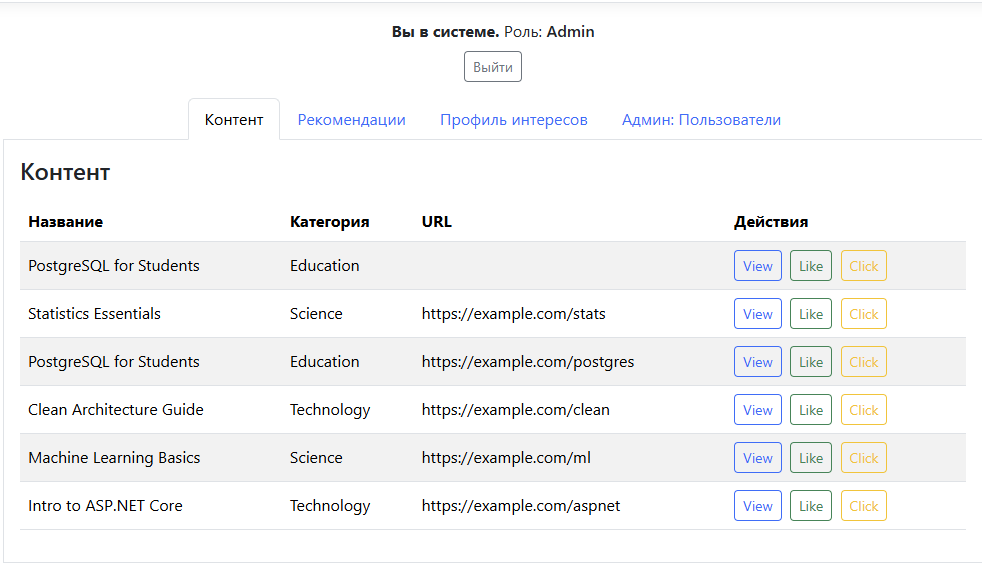 Вы в системе. Роль: Admin
Выйти
Контент Рекомендации Профиль интересов Админ: Пользователи
Контент
Название Категория URL Действия
PostgreSQL for Students Education View Like Click
Statistics Essentials Science https://example.com/stats View Like Click
PostgreSQL for Students Education https://example.com/postgres View Like Click
Clean Architecture Guide Technology https://example.com/clean View Like Click
Machine Learning Basics Science https://example.com/ml View Like Click
Intro to ASP.NET Core Technology https://example.com/aspnet View Like Click